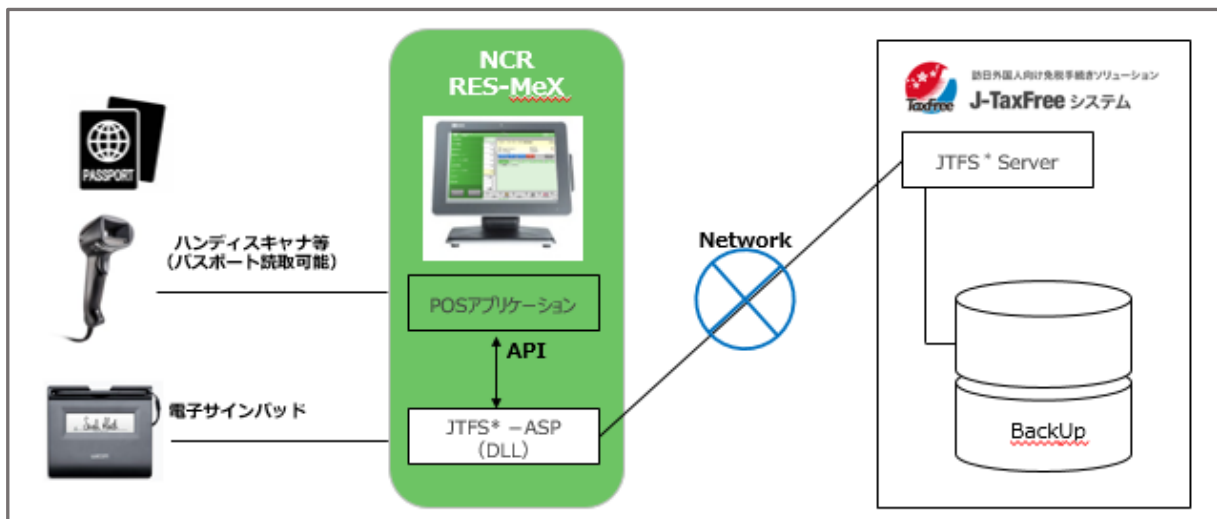 NCR
RES-MeX
訪日外国人向け免税手続きソリューション
TaxFree
J-TaxFree システム
JTFS * Server
PASSPORT
ハンディスキャナ等
（パスポート読取可能）
Network
POSアプリケーション
API
電子サインパッド
JTFS* －ASP
（DLL）
BackUp